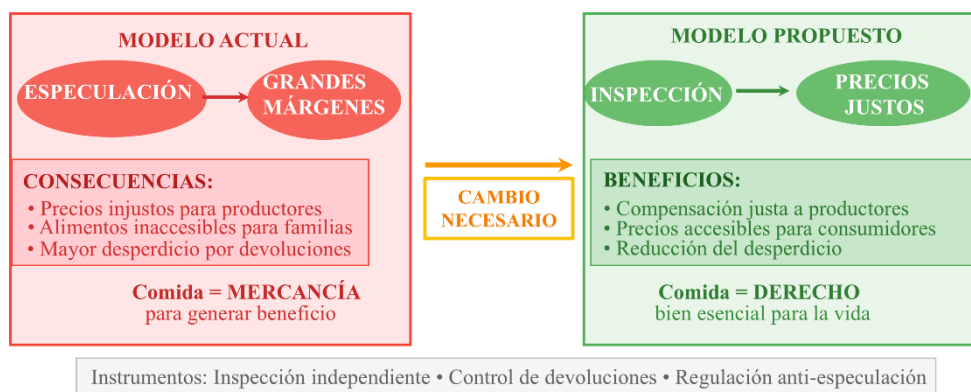 MODELO ACTUAL
ESPECULACIÓN
GRANDES
MÁRGENES
CONSECUENCIAS:
• Precios injustos para productores
• Alimentos inaccesibles para familias
• Mayor desperdicio por devoluciones
Comida = MERCANCÍA
para generar beneficio
CAMBIO
NECESARIO
MODELO PROPUESTO
INSPECCIÓN
PRECIOS
JUSTOS
BENEFICIOS:
• Compensación justa a productores
• Precios accesibles para consumidores
• Reducción del desperdicio
Comida = DERECHO
bien esencial para la vida
Instrumentos: Inspección independiente • Control de devoluciones • Regulación anti-especulación